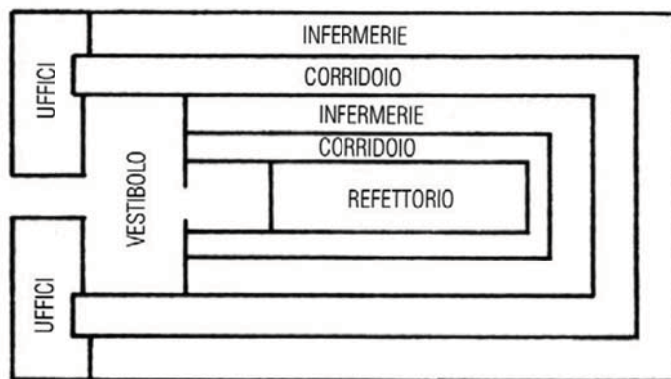 INFERMERIE
CORRIDOIO
UFFICI
INFERMERIE
CORRIDOIO
VESTIBOLO
REFETTORIO
UFFICI